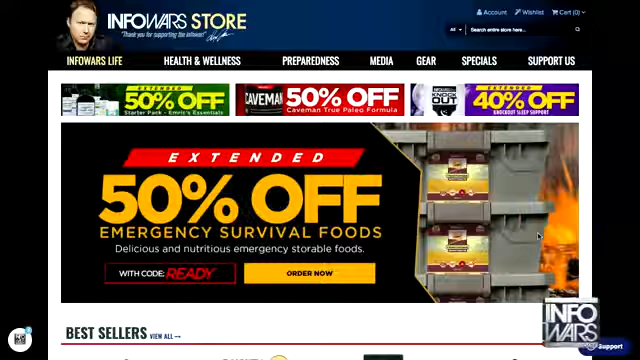 INFOWARS STORE
"Thank you for supporting the infowar!"
Account
Wishlist
Cart (0)
All
Search entire store here...
INFOWARS LIFE
HEALTH & WELLNESS
PREPAREDNESS
MEDIA
GEAR
SPECIALS
SUPPORT US
EXTENDED
50% OFF
Starter Pack - Emric's Essentials
CAVEMAN
EXTENDED
50% OFF
Caveman True Paleo Formula
KNOCK
OUT
EXTENDED
40% OFF
KNOCKOUT SLEEP SUPPORT
EXTENDED
50% OFF
EMERGENCY SURVIVAL FOODS
Delicious and nutritious emergency storable foods.
WITH CODE: READY
ORDER NOW
BEST SELLERS VIEW ALL →
INFO
WARS
Support